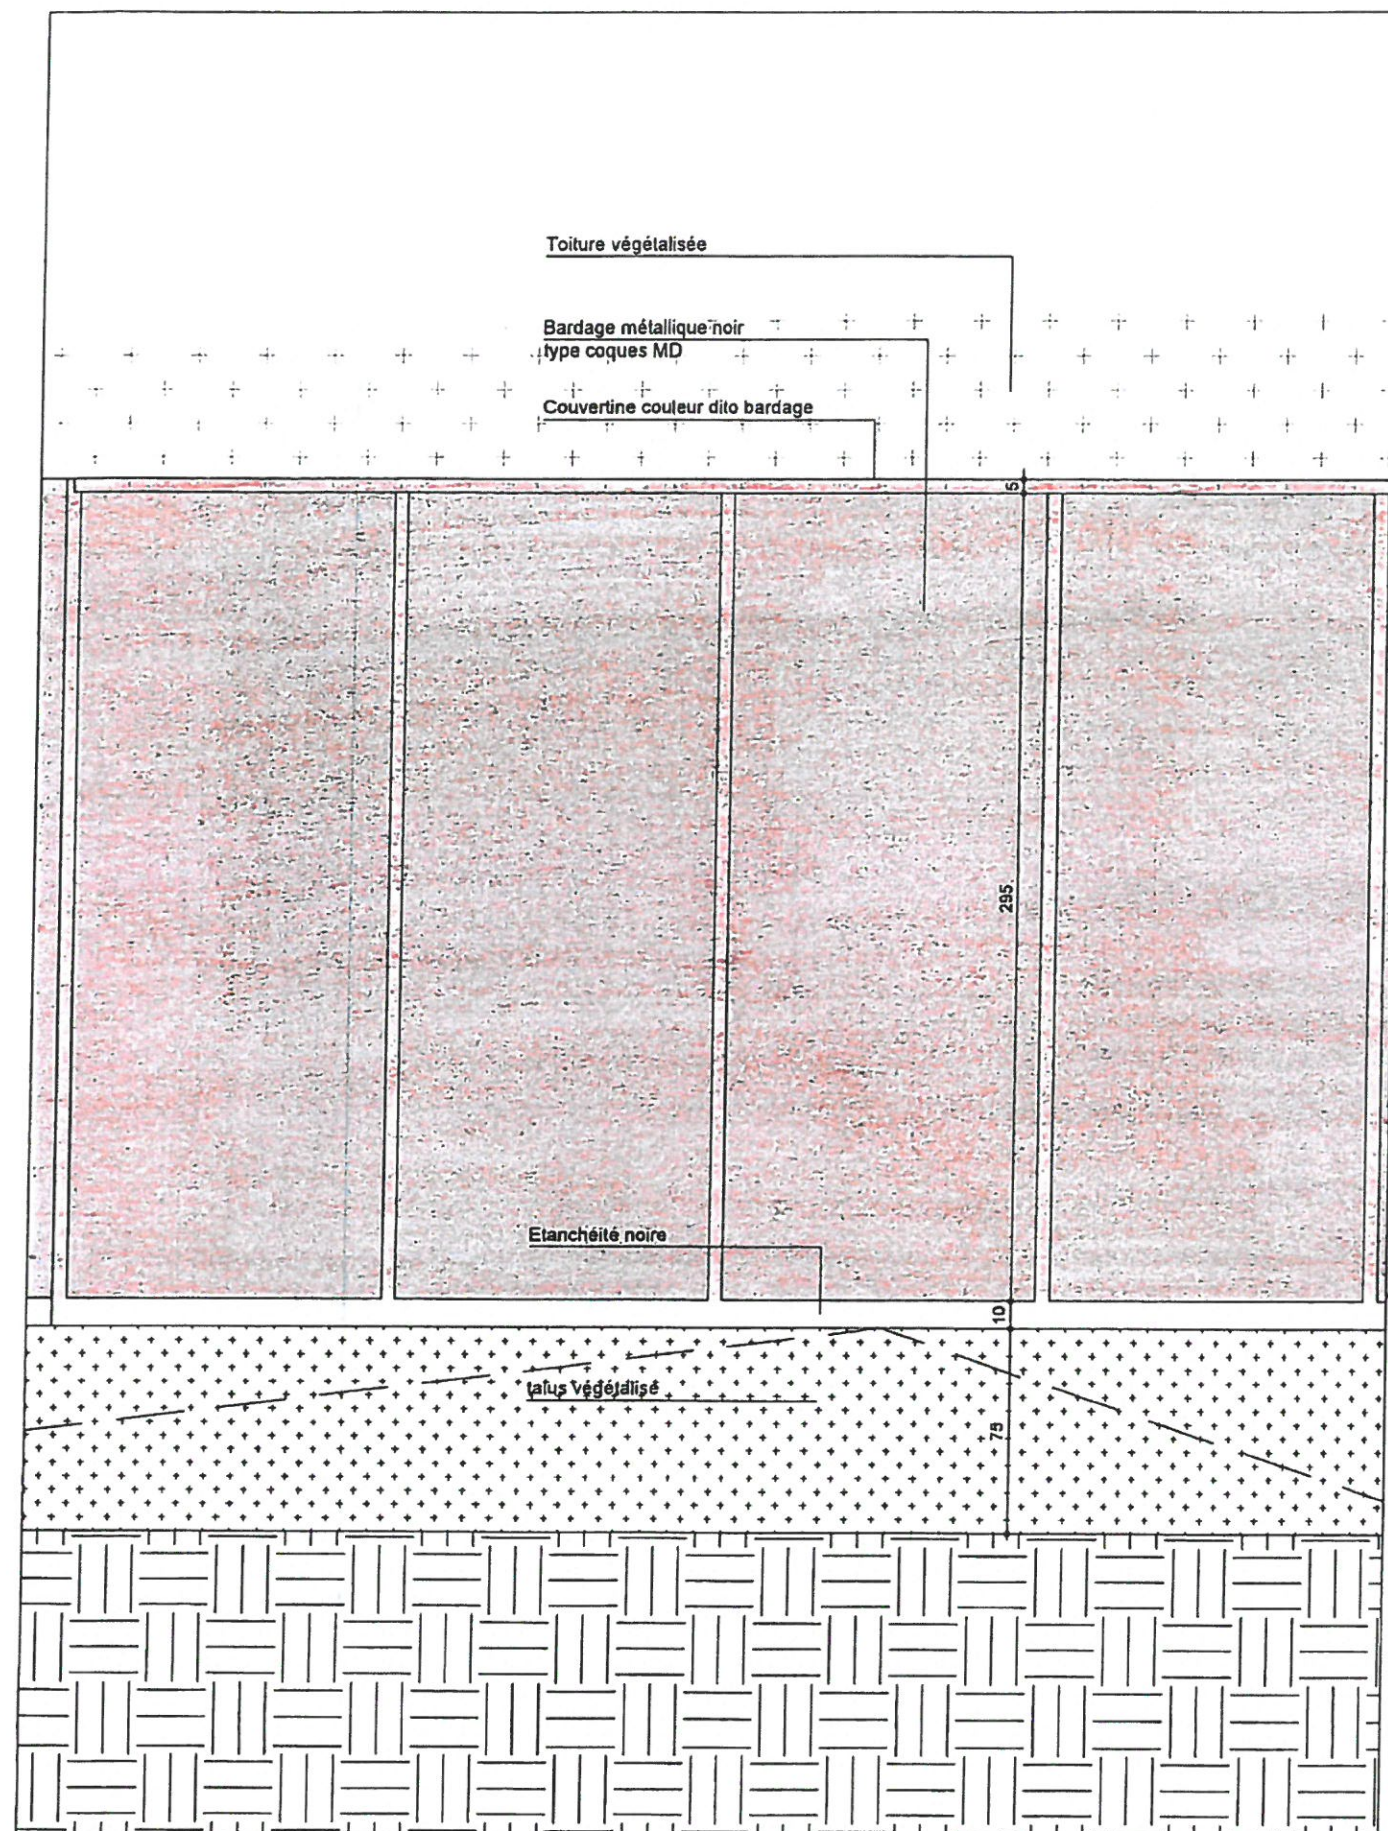 Toiture végétalisée
Bardage métallique noir
type coques MD
Couvertine couleur dito bardage
5
295
Etanchéité noire
10
talus végétalisé
75